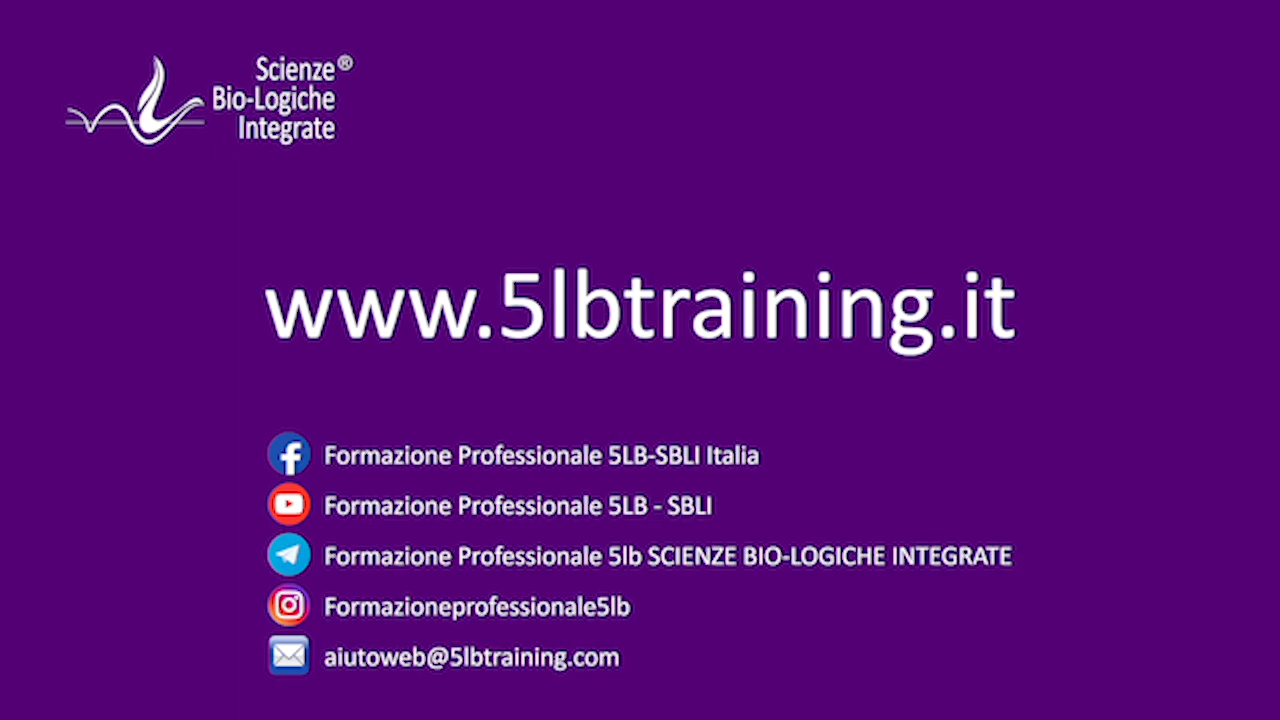 Scienze®
Bio-Logiche
Integrate
www.5lbtraining.it
Formazione Professionale 5LB-SBLI Italia
Formazione Professionale 5LB - SBLI
Formazione Professionale 5lb SCIENZE BIO-LOGICHE INTEGRATE
Formazioneprofessionale5lb
aiutoweb@5lbtraining.com